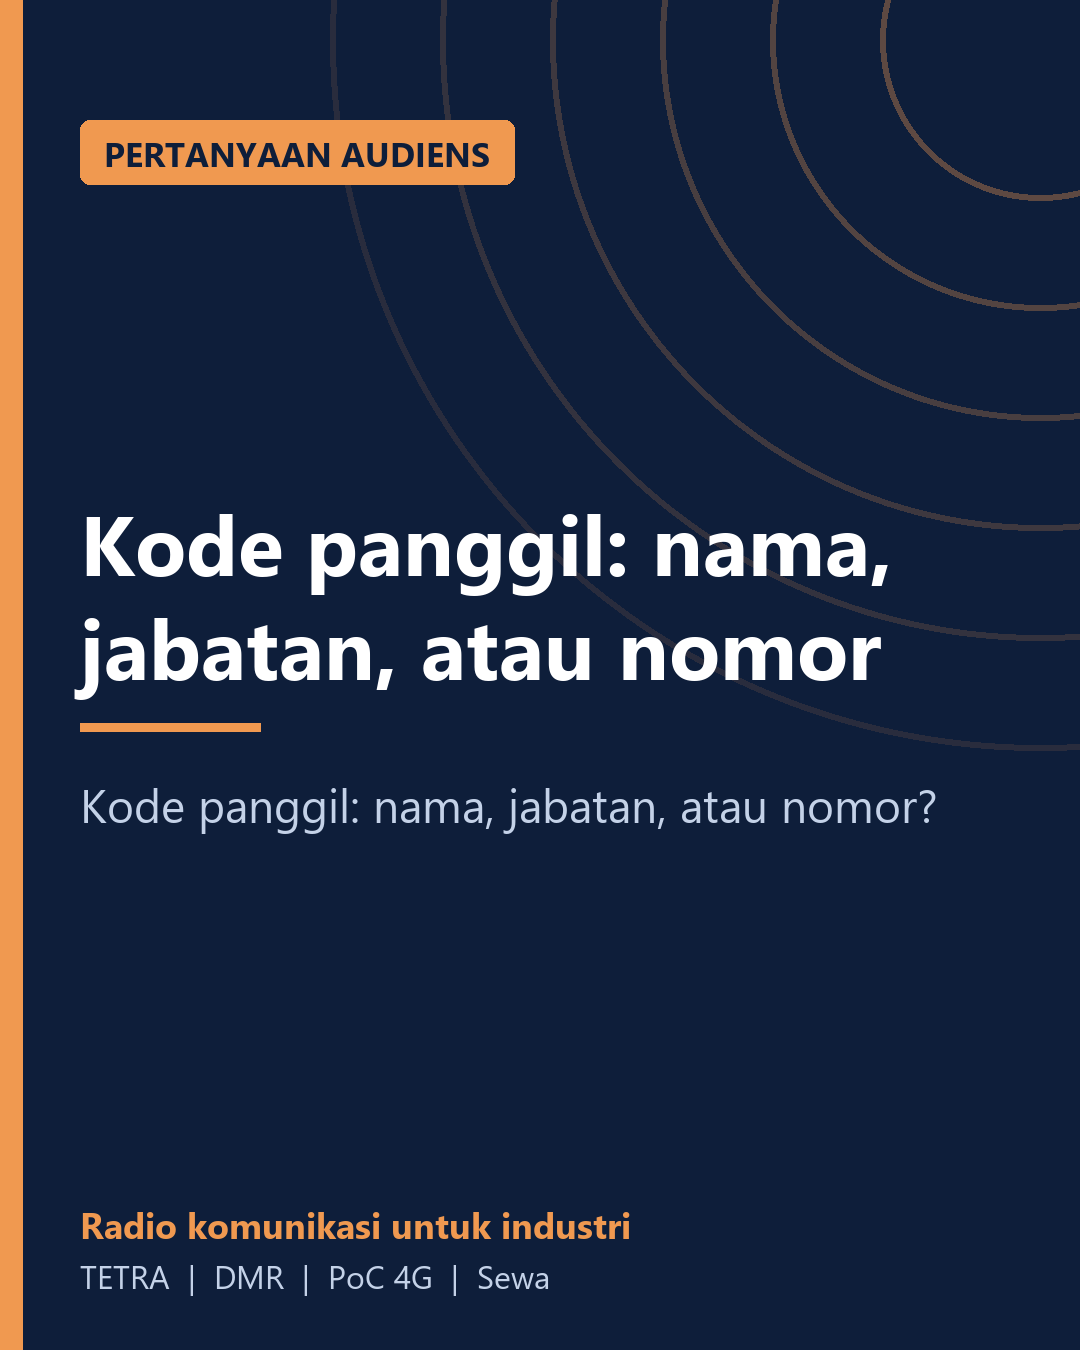 PERTANYAAN AUDIENS
Kode panggil: nama,
jabatan, atau nomor
Kode panggil: nama, jabatan, atau nomor?
Radio komunikasi untuk industri
TETRA | DMR | PoC 4G | Sewa